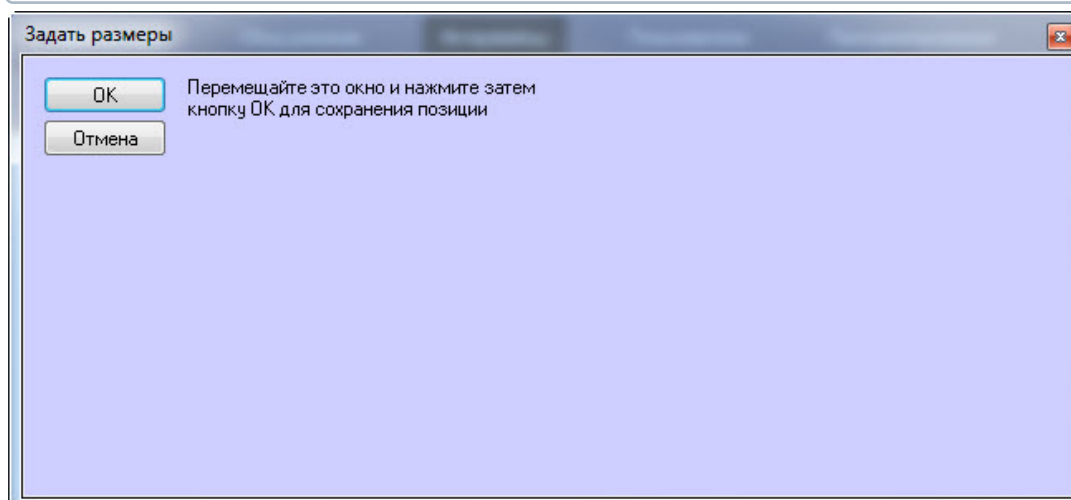 Задать размеры
OK
Перемещайте это окно и нажмите затем
кнопку OK для сохранения позиции
Отмена